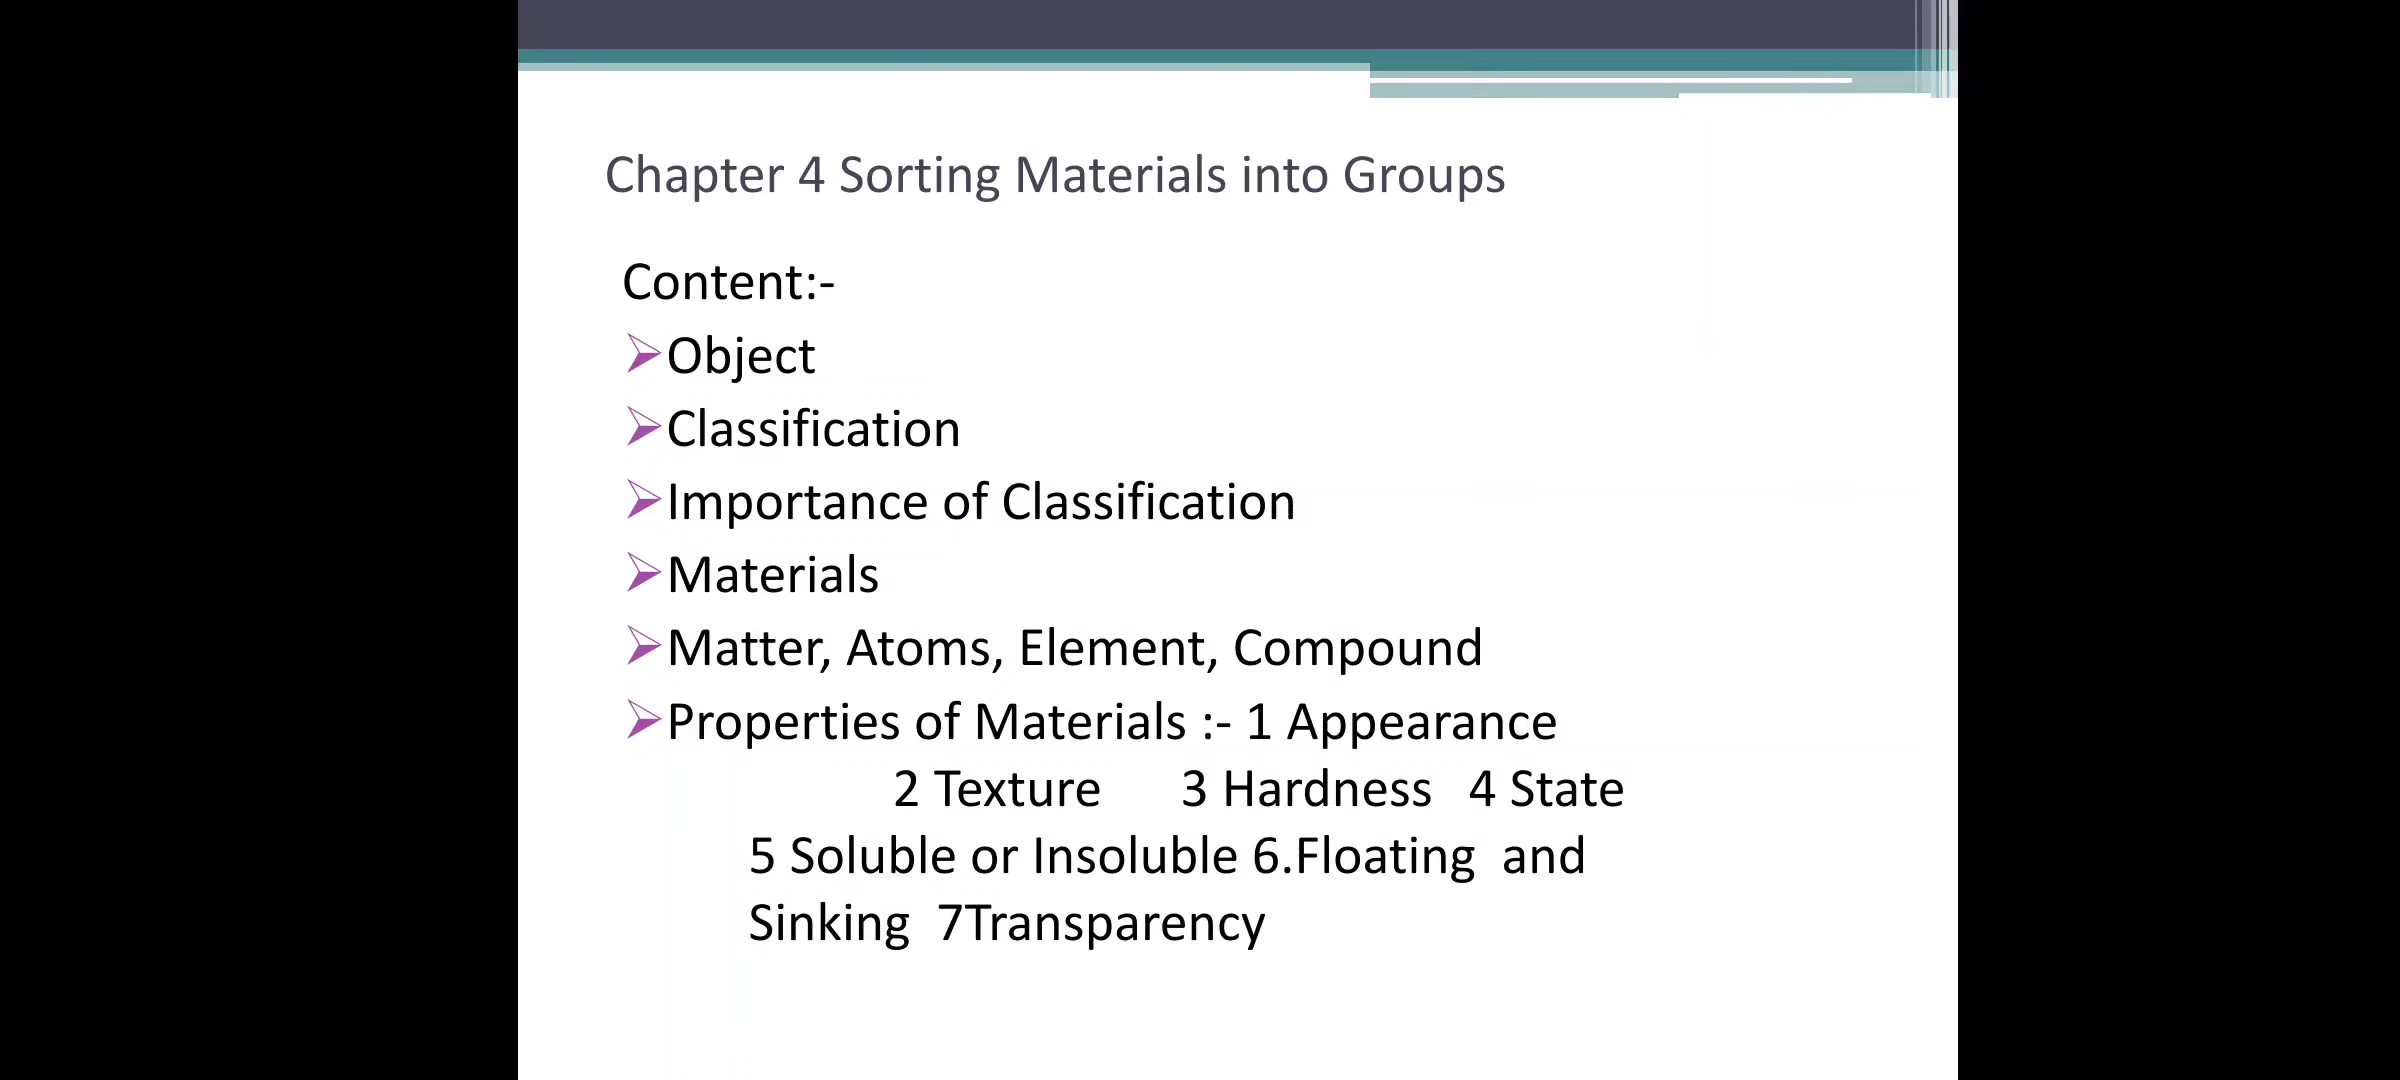 Chapter 4 Sorting Materials into Groups
Content:-
Object
Classification
Importance of Classification
Materials
Matter, Atoms, Element, Compound
Properties of Materials :- 1 Appearance
2 Texture 3 Hardness 4 State
5 Soluble or Insoluble 6.Floating and
Sinking 7Transparency